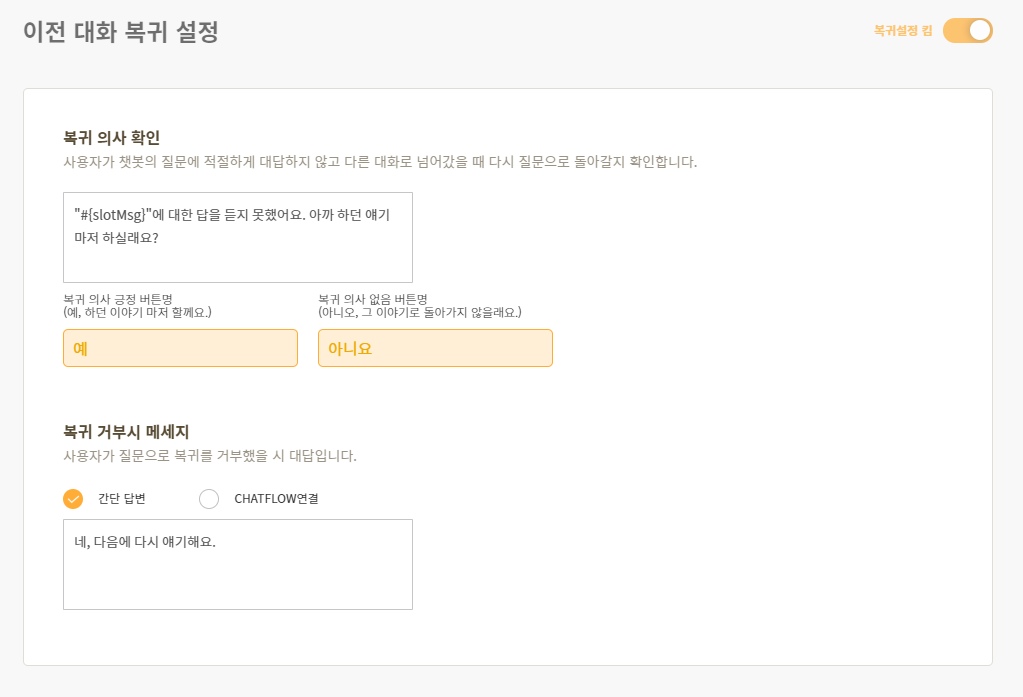 이전 대화 복귀 설정
복귀설정 킴
복귀 의사 확인
사용자가 챗봇의 질문에 적절하게 대답하지 않고 다른 대화로 넘어갔을 때 다시 질문으로 돌아갈지 확인합니다.
"#{slotMsg}"에 대한 답을 듣지 못했어요. 아까 하던 얘기
마저 하실래요?
복귀 의사 긍정 버튼명
(예, 하던 이야기 마저 할께요.)
복귀 의사 없음 버튼명
(아니오, 그 이야기로 돌아가지 않을래요.)
예
아니요
복귀 거부시 메세지
사용자가 질문으로 복귀를 거부했을 시 대답입니다.
간단 답변
CHATFLOW연결
네, 다음에 다시 얘기해요.